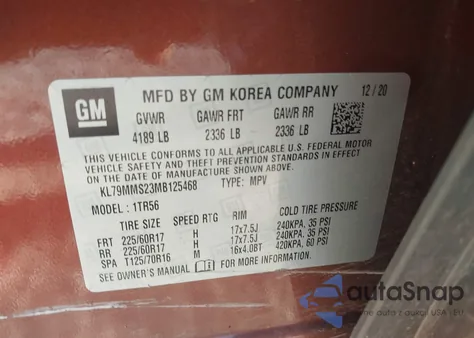 GM
MFD BY GM KOREA COMPANY 12/20
GVWR GAWR FRT GAWR RR
4189 LB 2336 LB 2336 LB
THIS VEHICLE CONFORMS TO ALL APPLICABLE U.S. FEDERAL MOTOR
VEHICLE SAFETY AND THEFT PREVENTION STANDARDS IN EFFECT
ON THE DATE OF MANUFACTURE SHOWN ABOVE.
KL79MMS23MB125468 TYPE: MPV
MODEL: 1TR56
TIRE SIZE SPEED RTG RIM COLD TIRE PRESSURE
FRT 225/60R17 H 17x7.5J 240KPA, 35 PSI
RR 225/60R17 H 17x7.5J 240KPA, 35 PSI
SPA T125/70R16 M 16x4.0BT 420KPA, 60 PSI
SEE OWNER'S MANUAL FOR MORE INFORMATION.
autaSnap
auta z aukcji USA